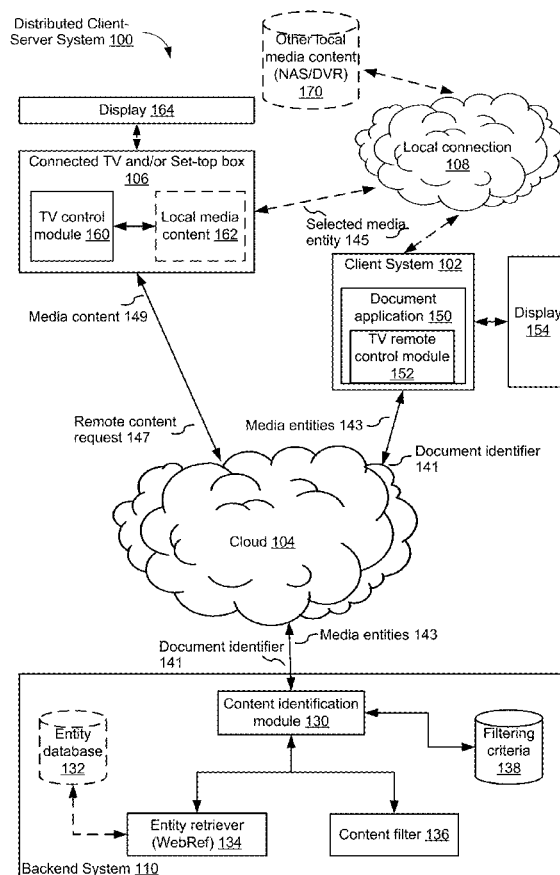 Distributed Client-
Server System 100
Other local
media content
(NAS/DVR)
170
Display 164
Local connection
108
Connected TV and/or Set-top box
106
TV control
module 160
Local media
content 162
Selected media
entity 145
Client System 102
Document
application 150
TV remote
control module
152
Display
154
Media content 149
Remote content
request 147
Media entities 143
Document identifier
141
Cloud 104
Document identifier
141
Media entities 143
Content identification
module 130
Entity
database
132
Filtering
criteria
138
Entity retriever
(WebRef) 134
Content filter 136
Backend System 110